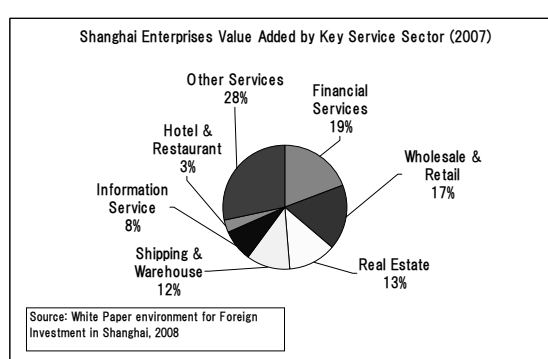 Shanghai Enterprises Value Added by Key Service Sector (2007)
Other Services
28%
Financial
Services
19%
Hotel &
Restaurant
3%
Wholesale &
Retail
17%
Information
Service
8%
Shipping &
Warehouse
12%
Real Estate
13%
Source: White Paper environment for Foreign
Investment in Shanghai, 2008